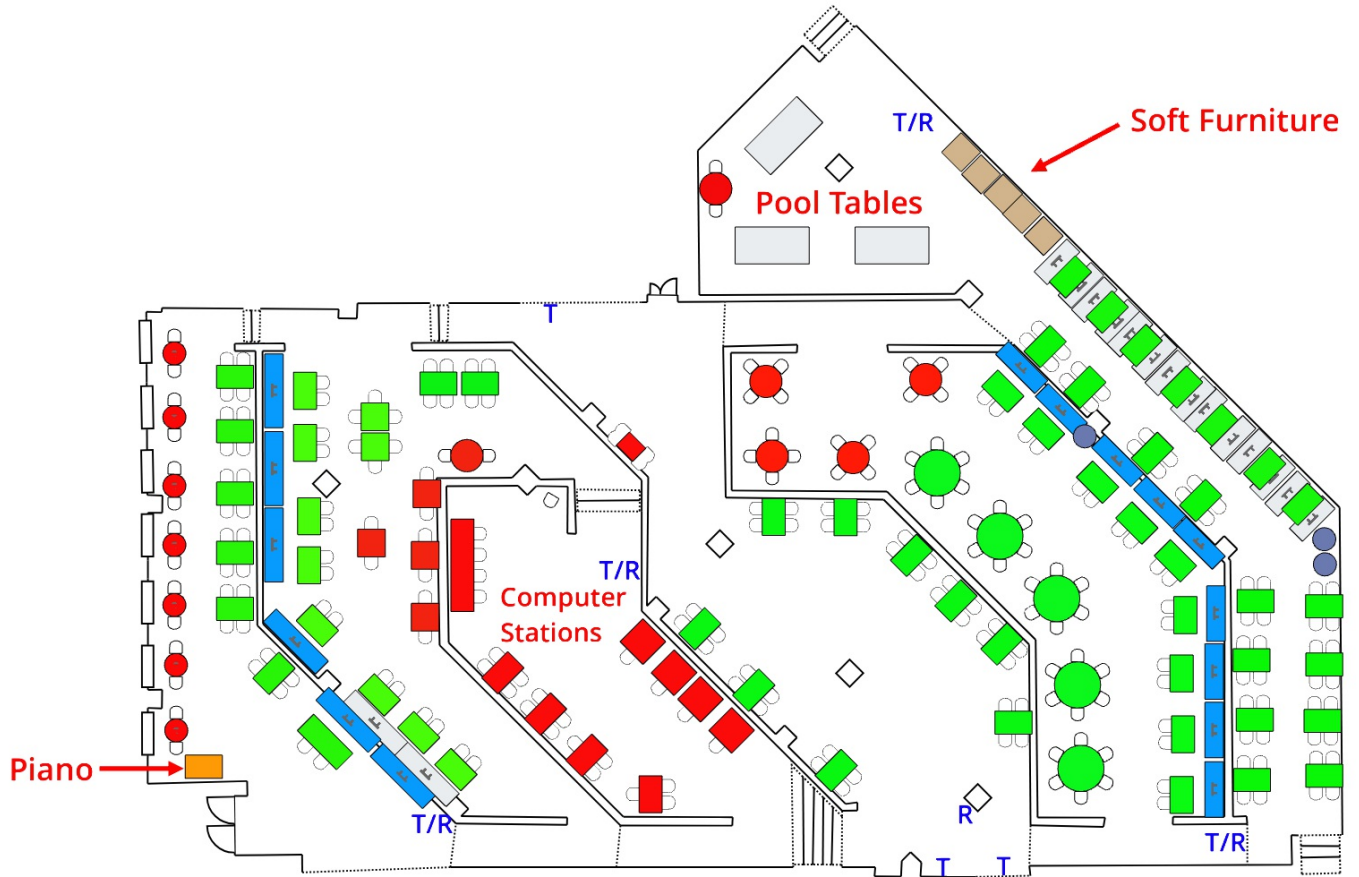 T/R
Soft Furniture
Pool Tables
T
T/R
Computer
Stations
Piano
T/R
R
T/R
T
T